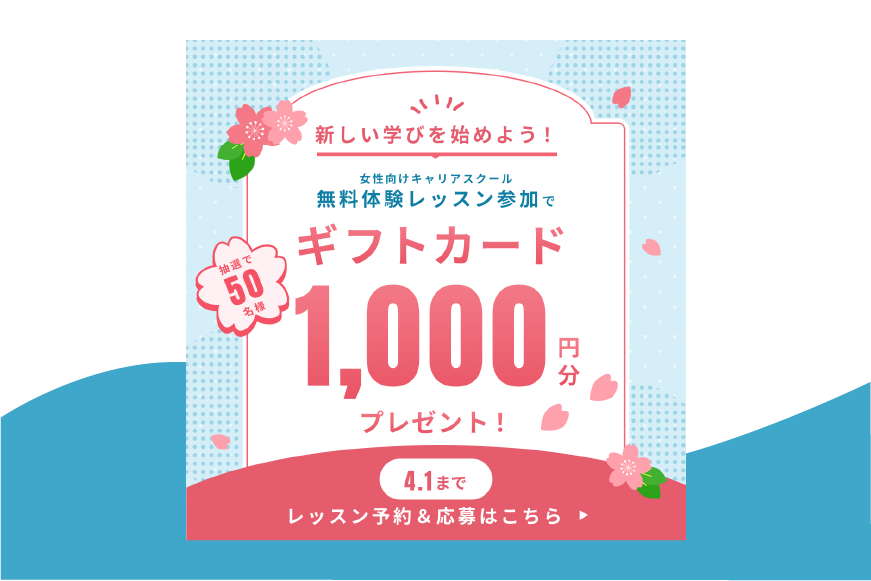 新しい学びを始めよう！
女性向けキャリアスクール
無料体験レッスン参加で
ギフトカード
抽選で
50
名様
1,000
円分
プレゼント！
4.1まで
レッスン予約＆応募はこちら ▶